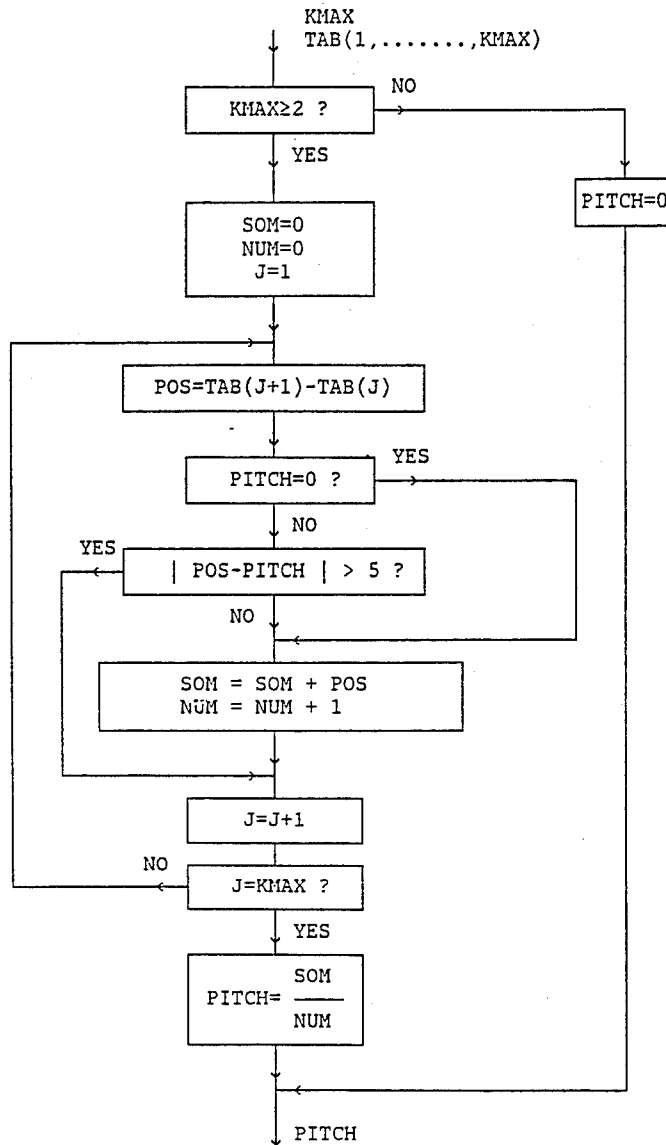 KMAX
TAB(1,.......,KMAX)
KMAX≥2 ?
NO
YES
PITCH=0
SOM=0
NUM=0
J=1
POS=TAB(J+1)-TAB(J)
PITCH=0 ?
YES
NO
YES
| POS-PITCH | > 5 ?
NO
SOM = SOM + POS
NUM = NUM + 1
J=J+1
NO
J=KMAX ?
YES
PITCH= SOM
NUM
PITCH